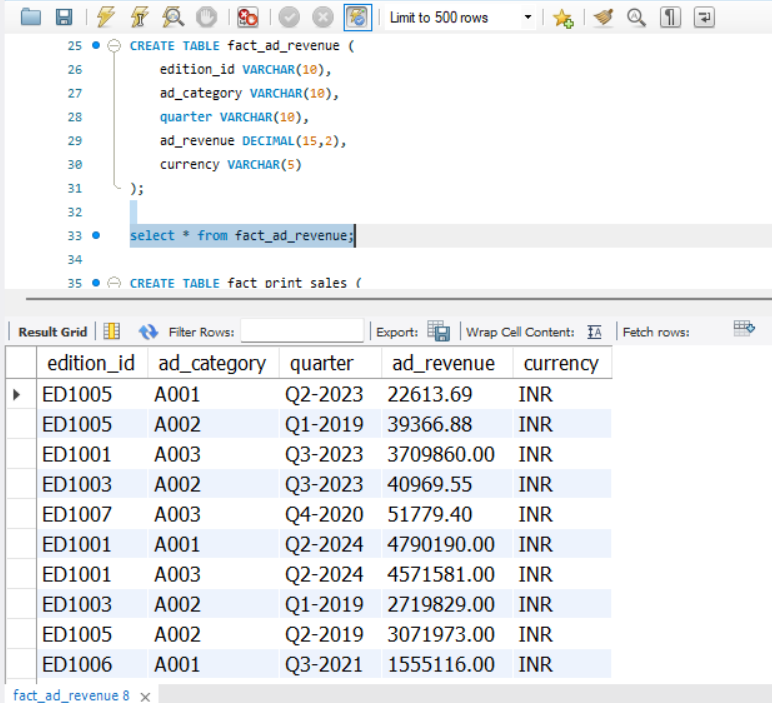 Limit to 500 rows
25 CREATE TABLE fact_ad_revenue (
26 edition_id VARCHAR(10),
27 ad_category VARCHAR(10),
28 quarter VARCHAR(10),
29 ad_revenue DECIMAL(15,2),
30 currency VARCHAR(5)
31 );
32
33 select * from fact_ad_revenue;
34
35 CREATE TABLE fact_print_sales (
Result Grid Filter Rows: Export: Wrap Cell Content: Fetch rows:
edition_id ad_category quarter ad_revenue currency
ED1005 A001 Q2-2023 22613.69 INR
ED1005 A002 Q1-2019 39366.88 INR
ED1001 A003 Q3-2023 3709860.00 INR
ED1003 A002 Q3-2023 40969.55 INR
ED1007 A003 Q4-2020 51779.40 INR
ED1001 A001 Q2-2024 4790190.00 INR
ED1001 A003 Q2-2024 4571581.00 INR
ED1003 A002 Q1-2019 2719829.00 INR
ED1005 A002 Q2-2019 3071973.00 INR
ED1006 A001 Q3-2021 1555116.00 INR
fact_ad_revenue 8